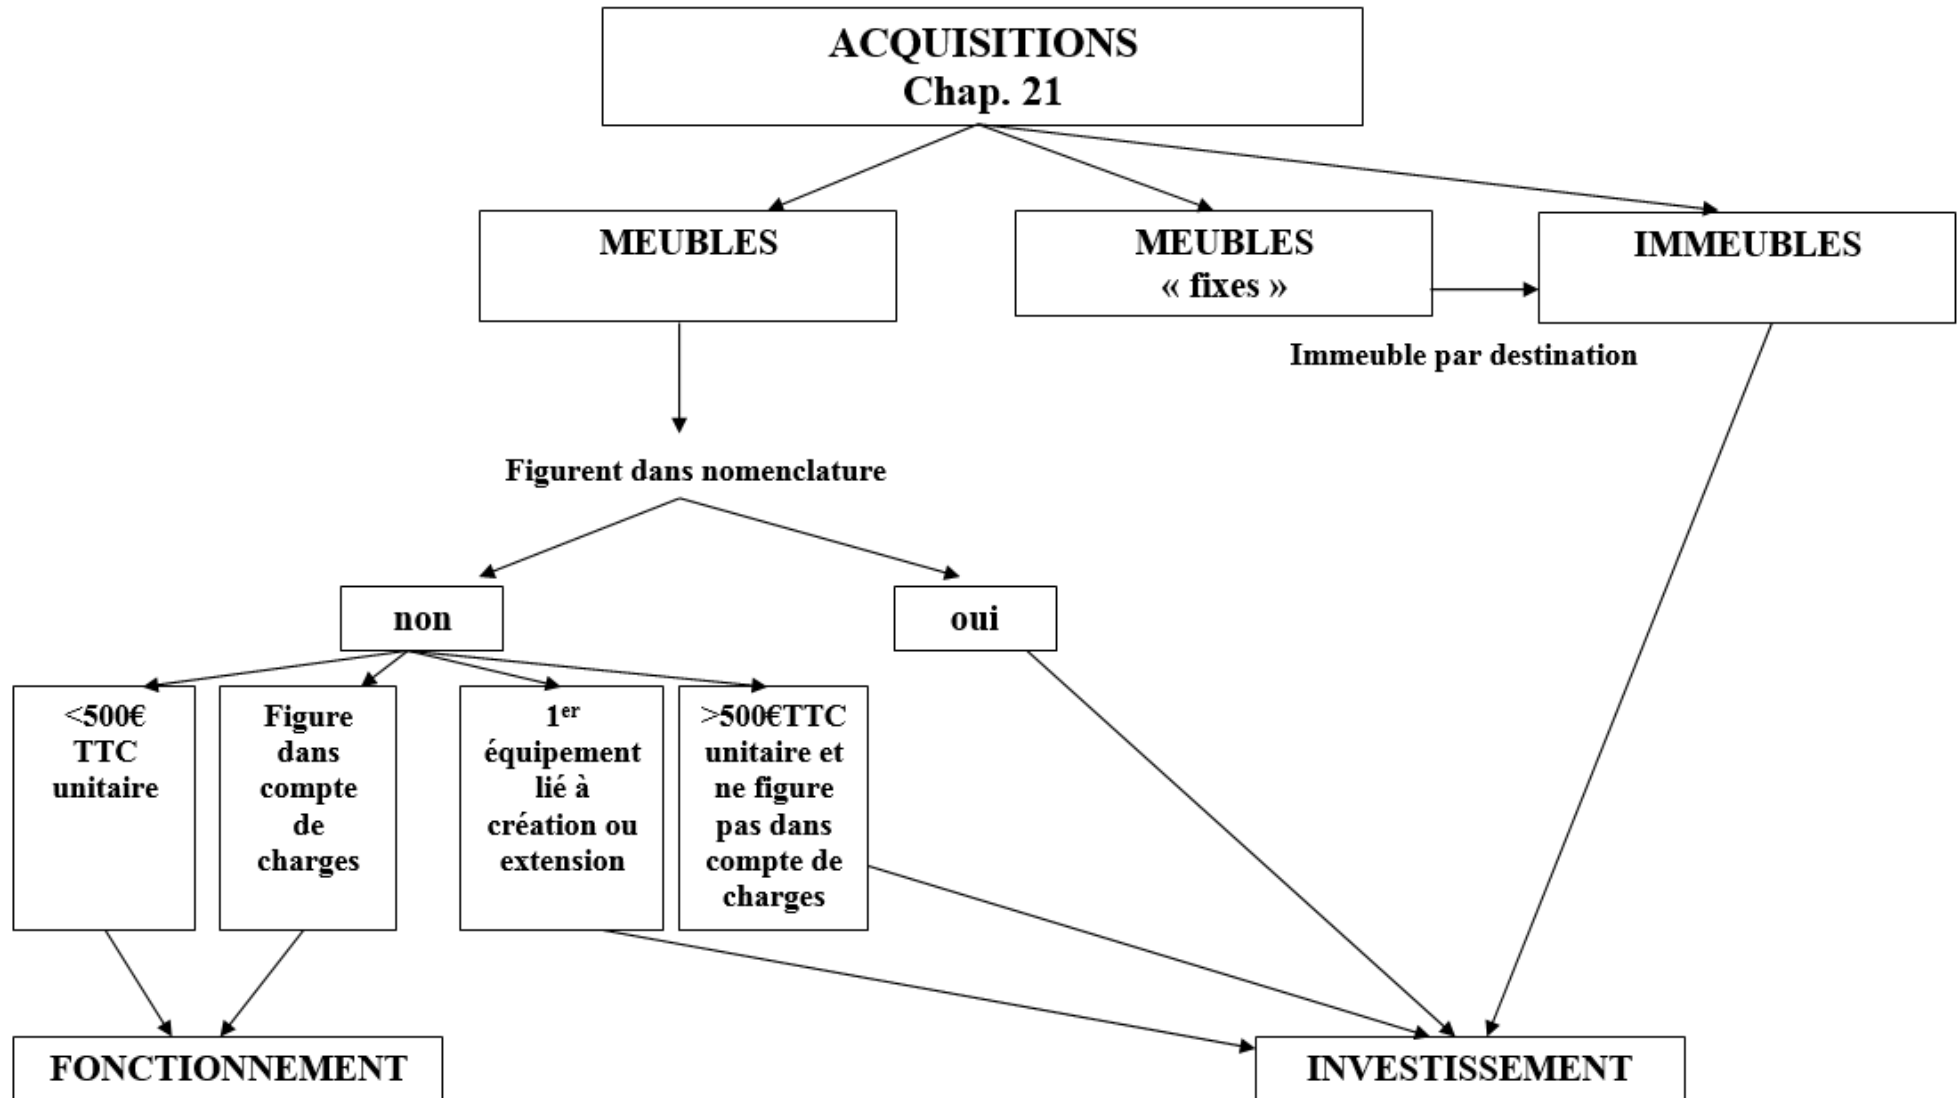 ACQUISITIONS
Chap. 21
MEUBLES
MEUBLES
« fixes »
IMMEUBLES
Immeuble par destination
Figurent dans nomenclature
non
oui
<500€
TTC
unitaire
Figure
dans
compte
de
charges
1er
équipement
lié à
création ou
extension
>500€TTC
unitaire et
ne figure
pas dans
compte de
charges
FONCTIONNEMENT
INVESTISSEMENT